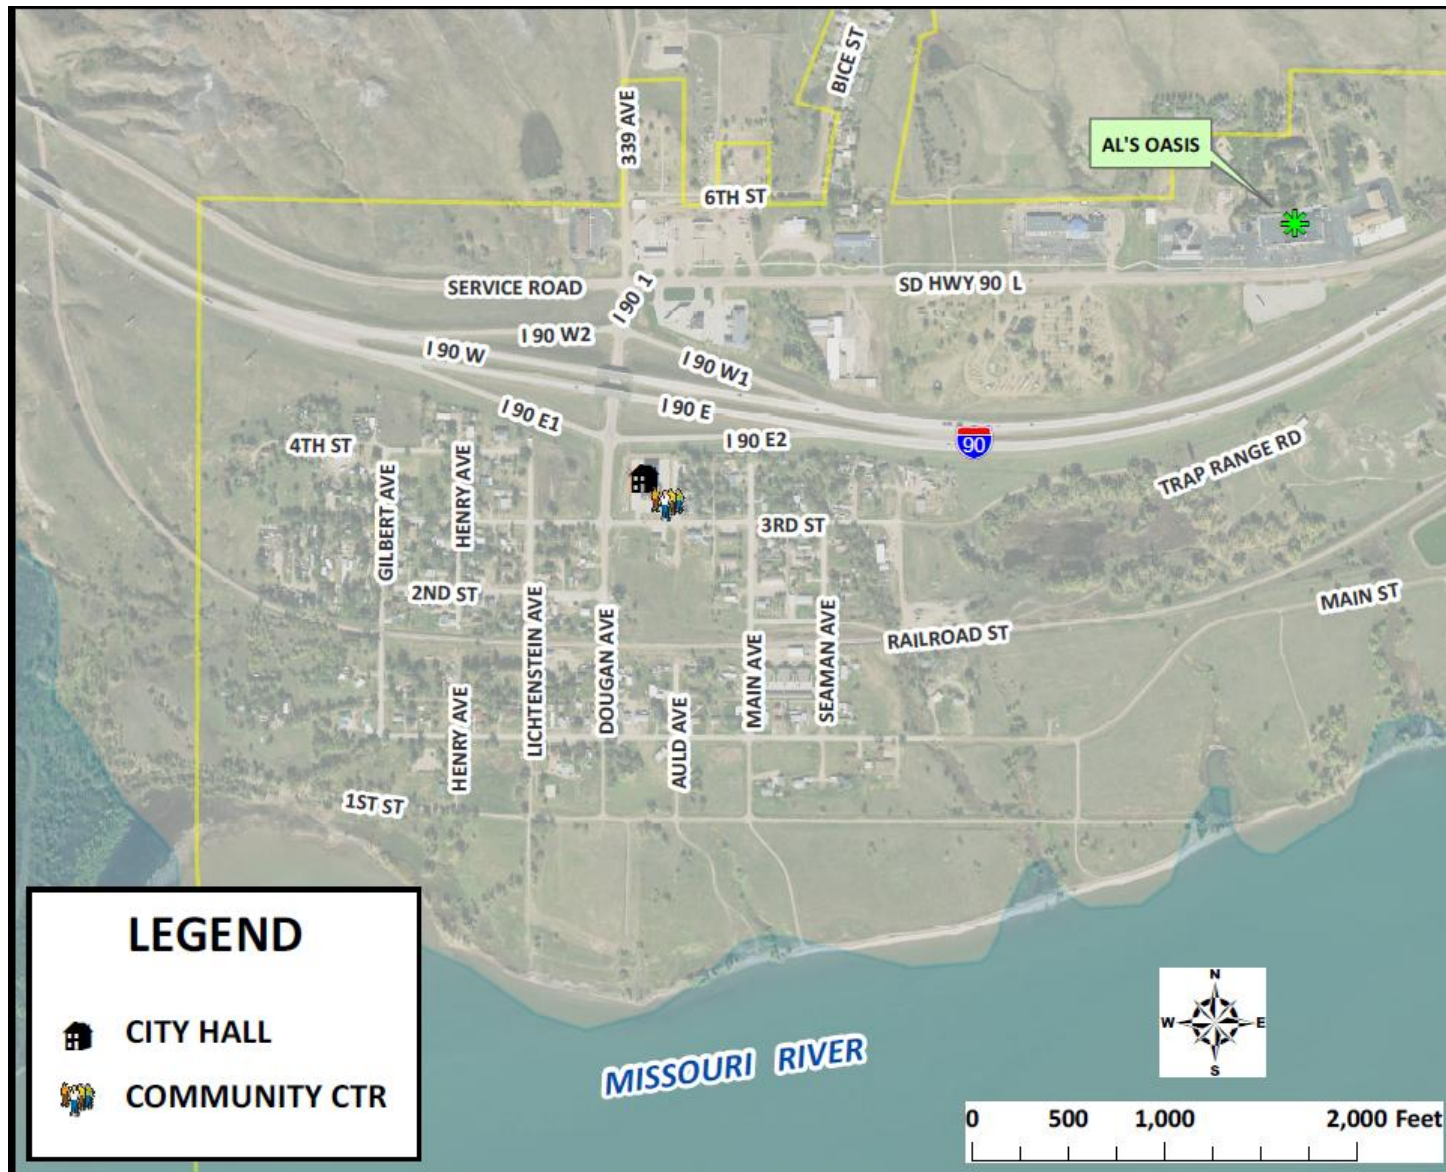 BICE ST
339 AVE
AL'S OASIS
6TH ST
SERVICE ROAD
I 90 1
SD HWY 90 L
I 90 W2
I 90 W
I 90 W1
I 90 E1
I 90 E
I 90 E2
90
4TH ST
GILBERT AVE
HENRY AVE
TRAP RANGE RD
3RD ST
2ND ST
LICHTENSTEIN AVE
DOUGAN AVE
MAIN AVE
SEAMAN AVE
RAILROAD ST
MAIN ST
HENRY AVE
AULD AVE
1ST ST
LEGEND
CITY HALL
COMMUNITY CTR
MISSOURI RIVER
N
W E
S
0 500 1,000 2,000 Feet